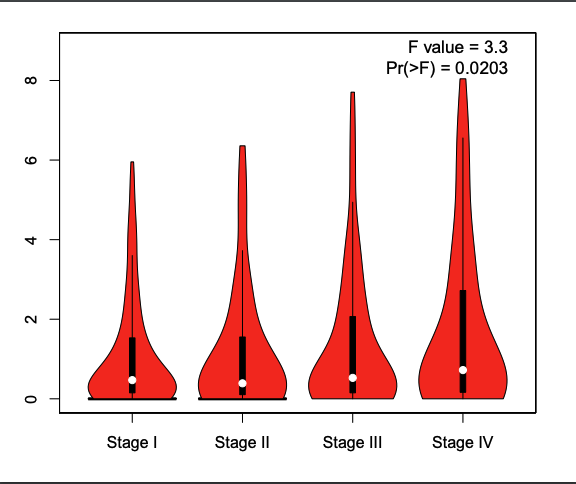 F value = 3.3
Pr(>F) = 0.0203
8
6
4
2
0
Stage I Stage II Stage III Stage IV